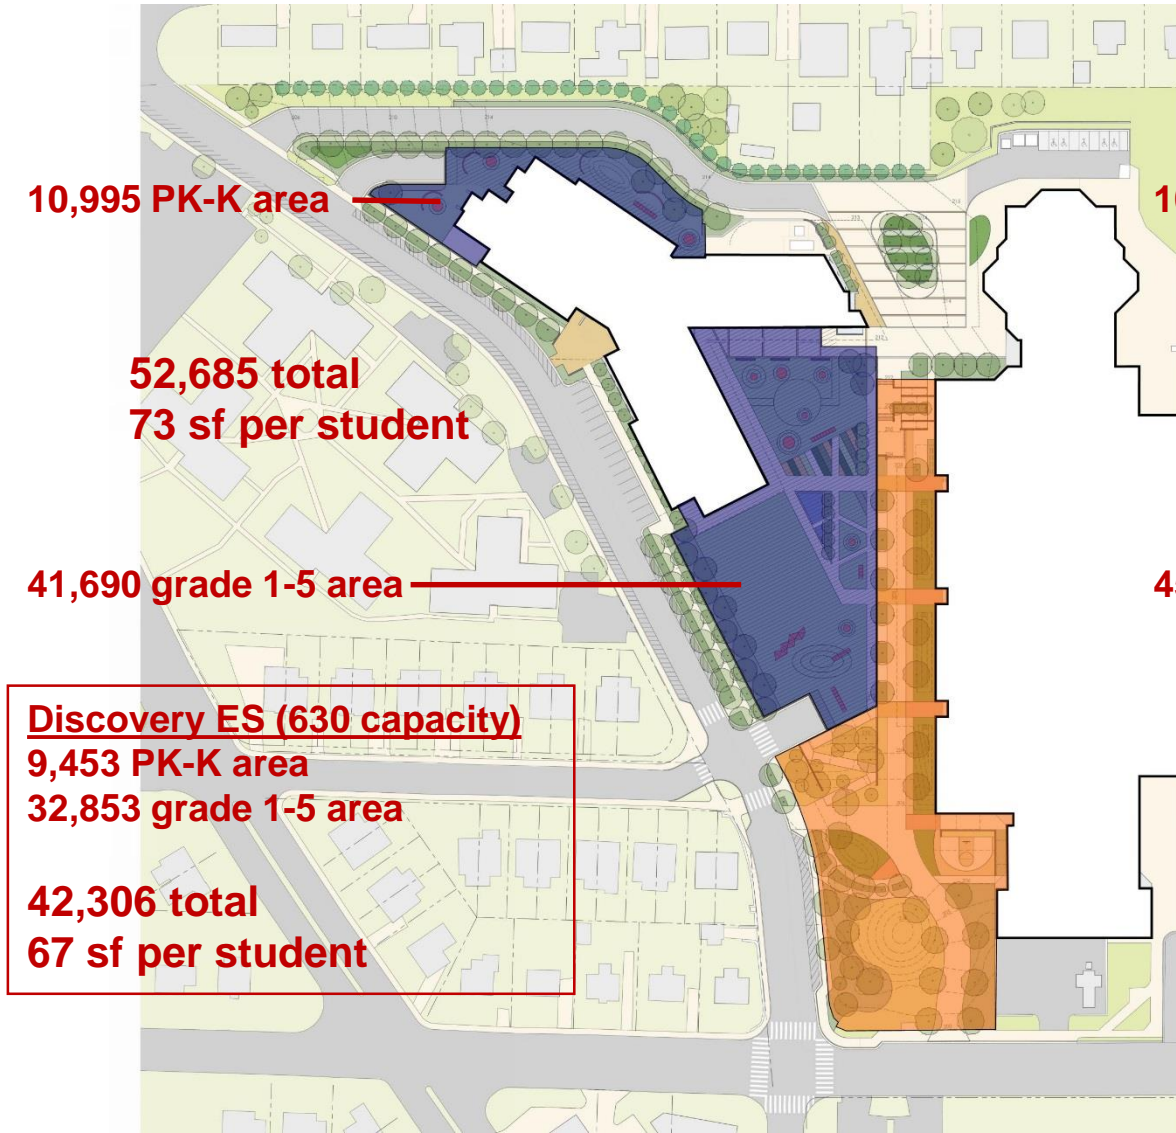 10,995 PK-K area
52,685 total
73 sf per student
41,690 grade 1-5 area
Discovery ES (630 capacity)
9,453 PK-K area
32,853 grade 1-5 area
42,306 total
67 sf per student